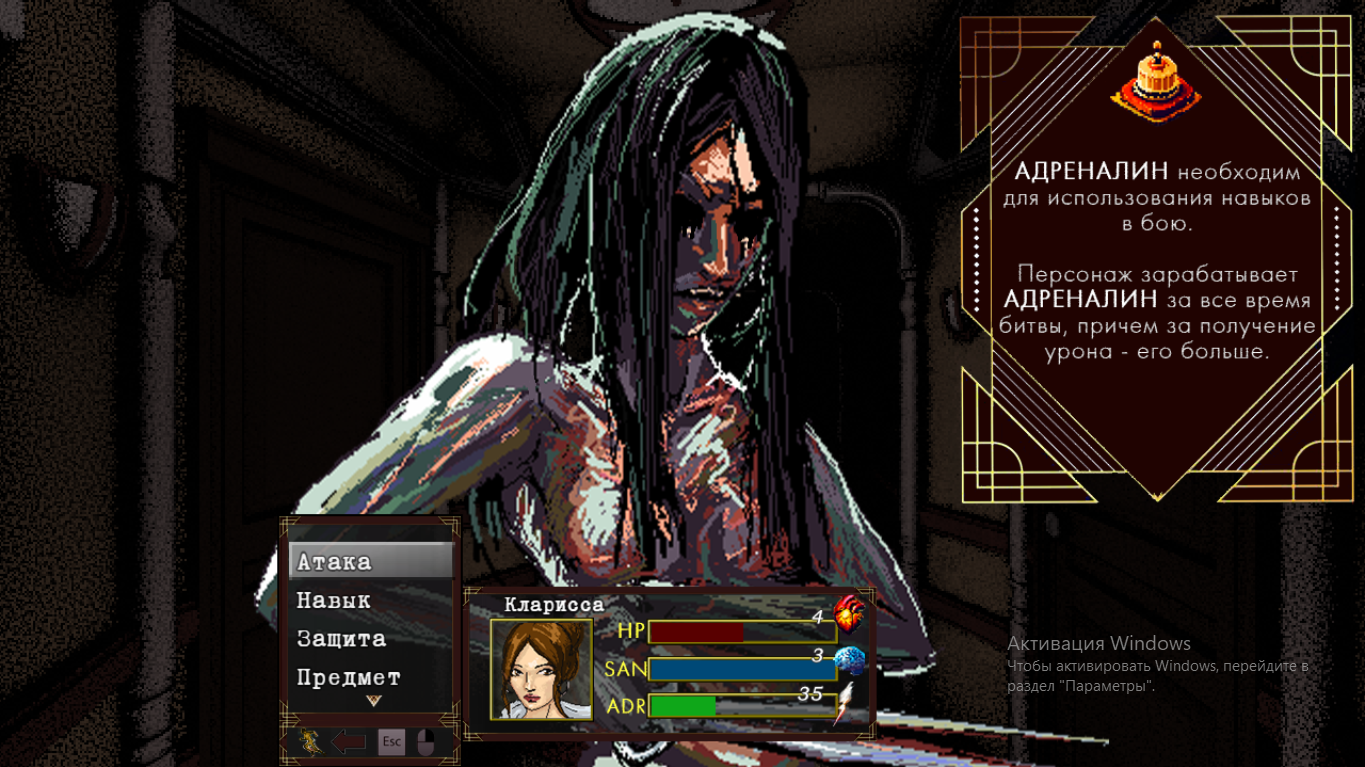 АДРЕНАЛИН необходим
для использования навыков
в бою.
Персонаж зарабатывает
АДРЕНАЛИН за все время
битвы, причем за получение
урона - его больше.
Атака
Навык
Защита
Предмет
Esc
Кларисса
HP 4
SAN 3
ADR 35
Активация Windows
Чтобы активировать Windows, перейдите в
раздел "Параметры".